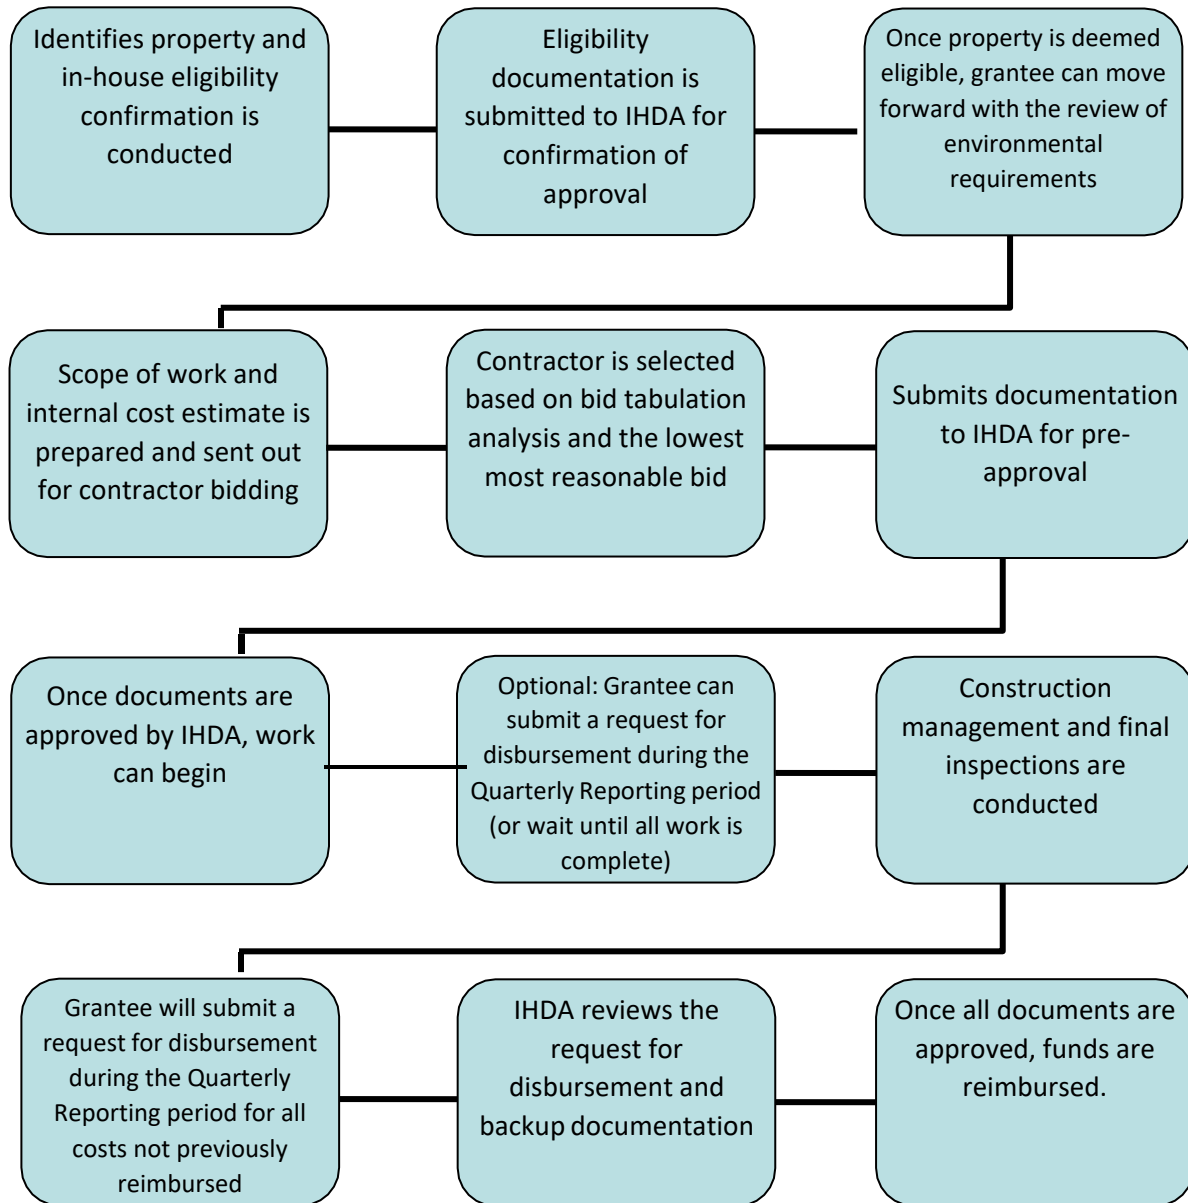 Identifies property and
in-house eligibility
confirmation is
conducted
Eligibility
documentation is
submitted to IHDA for
confirmation of
approval
Once property is deemed
eligible, grantee can move
forward with the review of
environmental
requirements
Scope of work and
internal cost estimate is
prepared and sent out
for contractor bidding
Contractor is selected
based on bid tabulation
analysis and the lowest
most reasonable bid
Submits documentation
to IHDA for pre-
approval
Once documents are
approved by IHDA, work
can begin
Optional: Grantee can
submit a request for
disbursement during the
Quarterly Reporting period
(or wait until all work is
complete)
Construction
management and final
inspections are
conducted
Grantee will submit a
request for disbursement
during the Quarterly
Reporting period for all
costs not previously
reimbursed
IHDA reviews the
request for
disbursement and
backup documentation
Once all documents are
approved, funds are
reimbursed.